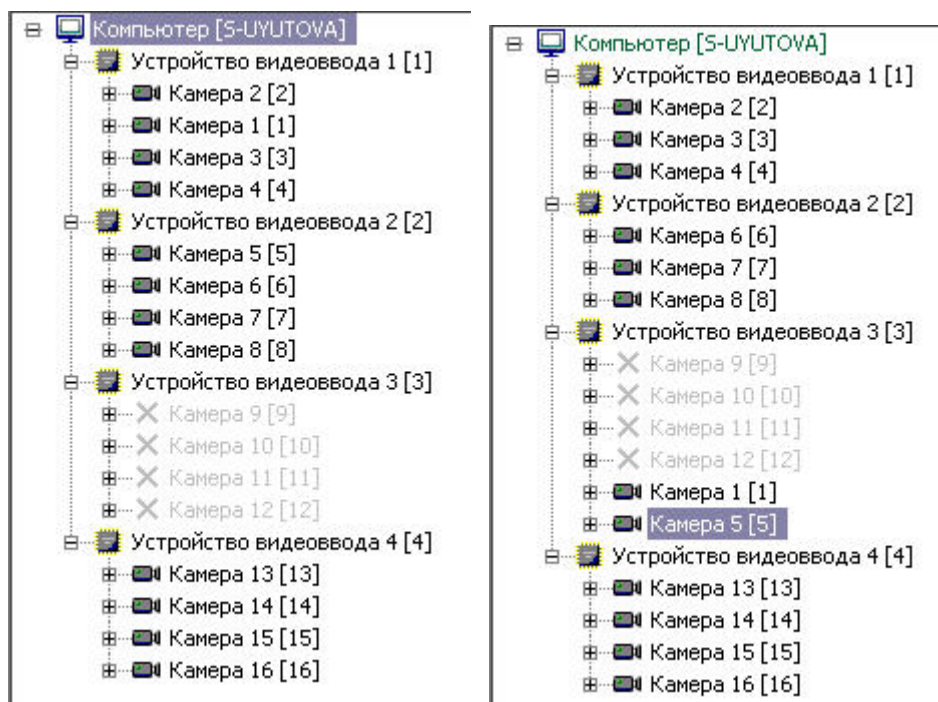 Компьютер [S-UYUTOVA]
Устройство видеоввода 1 [1]
Камера 2 [2]
Камера 1 [1]
Камера 3 [3]
Камера 4 [4]
Устройство видеоввода 2 [2]
Камера 5 [5]
Камера 6 [6]
Камера 7 [7]
Камера 8 [8]
Устройство видеоввода 3 [3]
Камера 9 [9]
Камера 10 [10]
Камера 11 [11]
Камера 12 [12]
Устройство видеоввода 4 [4]
Камера 13 [13]
Камера 14 [14]
Камера 15 [15]
Камера 16 [16]
Компьютер [S-UYUTOVA]
Устройство видеоввода 1 [1]
Камера 2 [2]
Камера 3 [3]
Камера 4 [4]
Устройство видеоввода 2 [2]
Камера 6 [6]
Камера 7 [7]
Камера 8 [8]
Устройство видеоввода 3 [3]
Камера 9 [9]
Камера 10 [10]
Камера 11 [11]
Камера 12 [12]
Камера 1 [1]
Камера 5 [5]
Устройство видеоввода 4 [4]
Камера 13 [13]
Камера 14 [14]
Камера 15 [15]
Камера 16 [16]